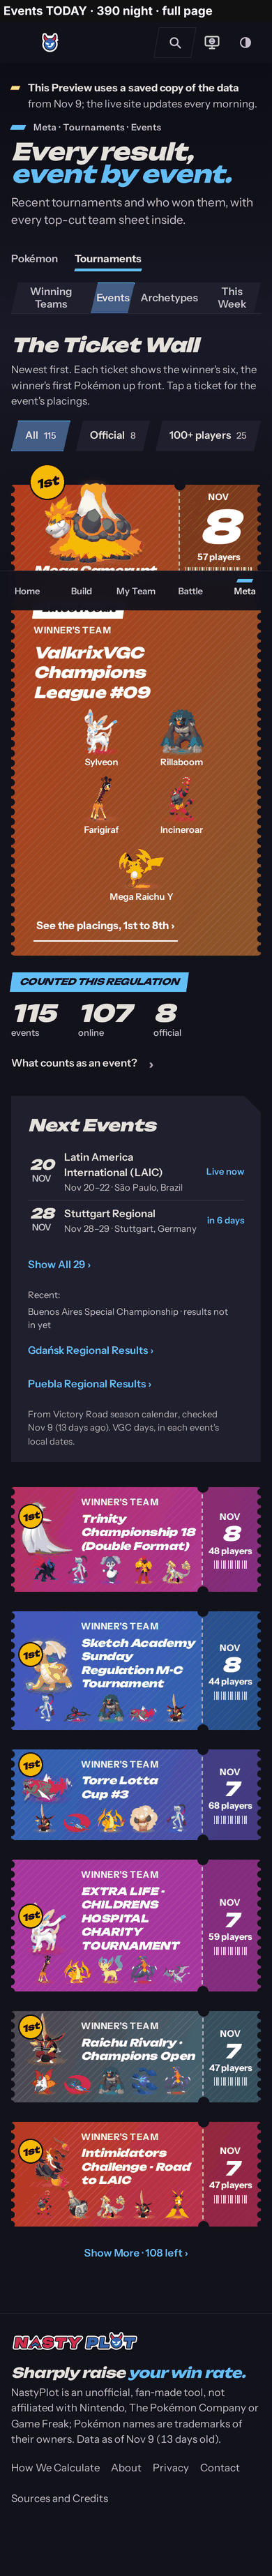 Events TODAY · 390 night · full page
This Preview uses a saved copy of the data
from Nov 9; the live site updates every morning.
Meta · Tournaments · Events
Every result,
event by event.
Recent tournaments and who won them, with
every top-cut team sheet inside.
Pokémon Tournaments
Winning Teams Events Archetypes This Week
The Ticket Wall
Newest first. Each ticket shows the winner's six, the
winner's first Pokémon up front. Tap a ticket for the
event's placings.
All 115 Official 8 100+ players 25
1st
NOV
8
57 players
Home Build My Team Battle Meta
WINNER'S TEAM
ValkrixVGC
Champions
League #09
Sylveon Rillaboom
Farigiraf Incineroar
Mega Raichu Y
See the placings, 1st to 8th ›
COUNTED THIS REGULATION
115 107 8
events online official
What counts as an event? ›
Next Events
20 NOV
Latin America
International (LAIC)
Nov 20–22 · São Paulo, Brazil
Live now
28 NOV
Stuttgart Regional
Nov 28–29 · Stuttgart, Germany
in 6 days
Show All 29 ›
Recent:
Buenos Aires Special Championship · results not
in yet
Gdańsk Regional Results ›
Puebla Regional Results ›
From Victory Road season calendar, checked
Nov 9 (13 days ago). VGC days, in each event's
local dates.
1st
WINNER'S TEAM
Trinity
Championship 18
(Double Format)
NOV
8
48 players
1st
WINNER'S TEAM
Sketch Academy
Sunday
Regulation M-C
Tournament
NOV
8
44 players
1st
WINNER'S TEAM
Torre Lotta
Cup #3
NOV
7
68 players
1st
WINNER'S TEAM
EXTRA LIFE -
CHILDRENS
HOSPITAL
CHARITY
TOURNAMENT
NOV
7
59 players
1st
WINNER'S TEAM
Raichu Rivalry ·
Champions Open
NOV
7
47 players
1st
WINNER'S TEAM
Intimidators
Challenge - Road
to LAIC
NOV
7
47 players
Show More · 108 left ›
NASTY PLOT
Sharply raise your win rate.
NastyPlot is an unofficial, fan-made tool, not
affiliated with Nintendo, The Pokémon Company or
Game Freak; Pokémon names are trademarks of
their owners. Data as of Nov 9 (13 days old).
How We Calculate About Privacy Contact
Sources and Credits